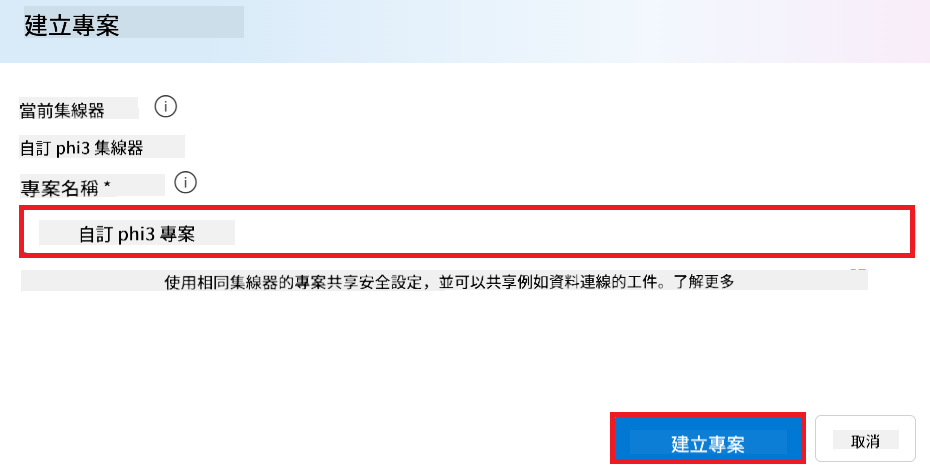 建立專案
當前集線器
自訂 phi3 集線器
專案名稱 *
自訂 phi3 專案
使用相同集線器的專案共享安全設定，並可以共享例如資料連線的工件。了解更多
建立專案
取消